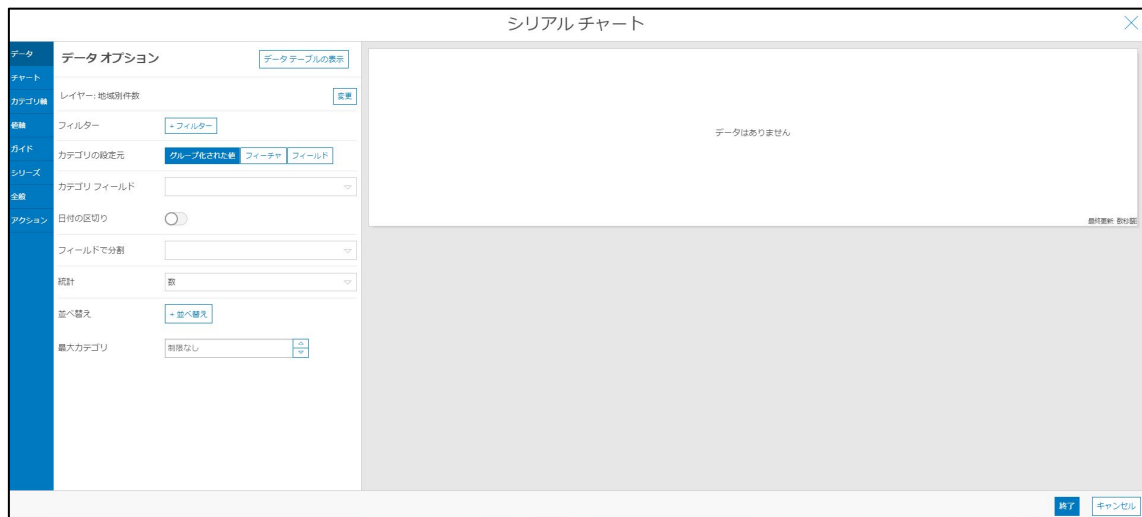 シリアル チャート
データ
チャート
カテゴリ軸
値軸
ガイド
シリーズ
全般
アクション
データ オプション
データ テーブルの表示
レイヤー: 地域別件数
変更
フィルター
+ フィルター
カテゴリの設定元
グループ化された値
フィーチャ
フィールド
カテゴリ フィールド
日付の区切り
フィールドで分割
統計
数
並べ替え
+ 並べ替え
最大カテゴリ
制限なし
データはありません
最終更新: 数秒前
終了
キャンセル